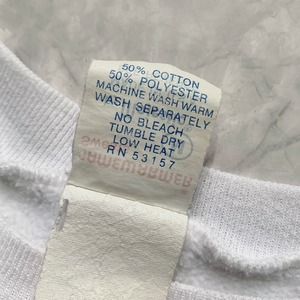 50% COTTON
50% POLYESTER
MACHINE WASH WARM
WASH SEPARATELY
NO BLEACH
TUMBLE DRY
LOW HEAT
RN 53157